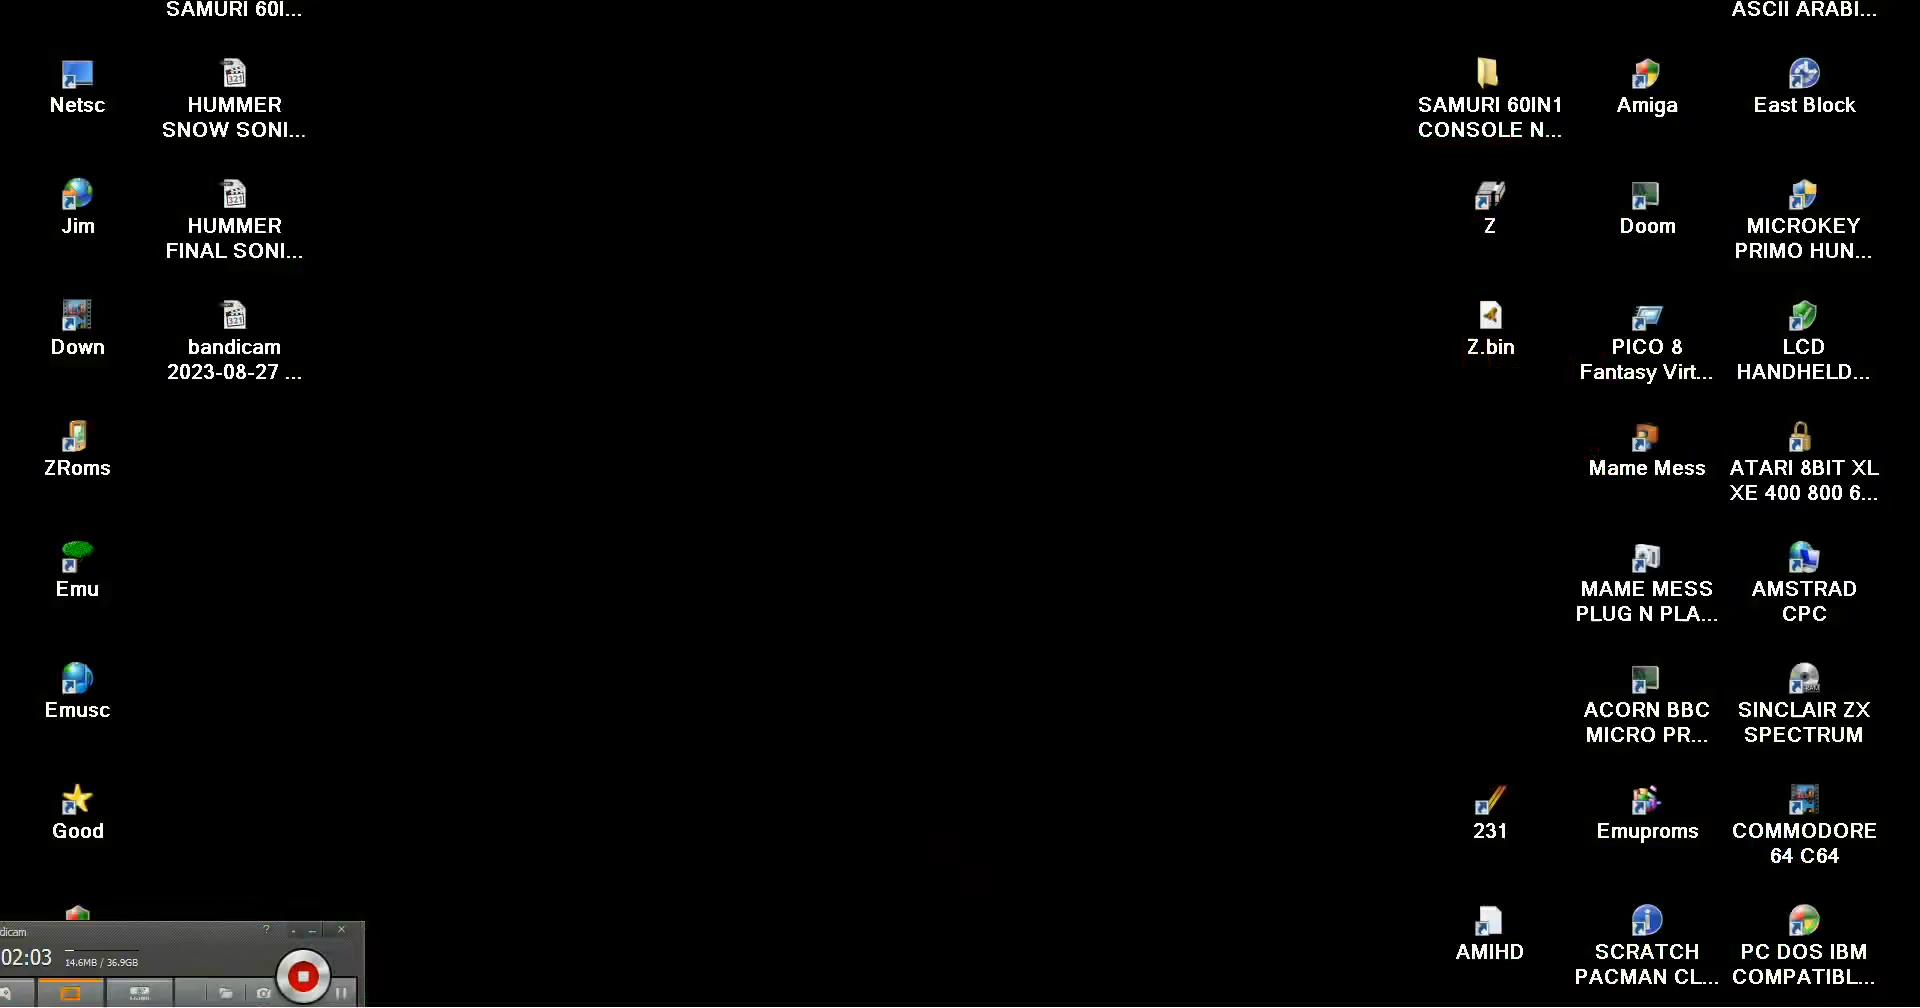 SAMURI 60I...
Netsc
HUMMER
SNOW SONI...
Jim
HUMMER
FINAL SONI...
Down
bandicam
2023-08-27 ...
ZRoms
Emu
Emusc
Good
dicam
02:03
14.6MB / 36.9GB
SAMURI 60IN1
CONSOLE N...
Z
Z.bin
231
AMIHD
Amiga
Doom
PICO 8
Fantasy Virt...
Mame Mess
MAME MESS
PLUG N PLA...
ACORN BBC
MICRO PR...
Emuproms
SCRATCH
PACMAN CL...
ASCII ARABI...
East Block
MICROKEY
PRIMO HUN...
LCD
HANDHELD...
ATARI 8BIT XL
XE 400 800 6...
AMSTRAD
CPC
SINCLAIR ZX
SPECTRUM
COMMODORE
64 C64
PC DOS IBM
COMPATIBL...